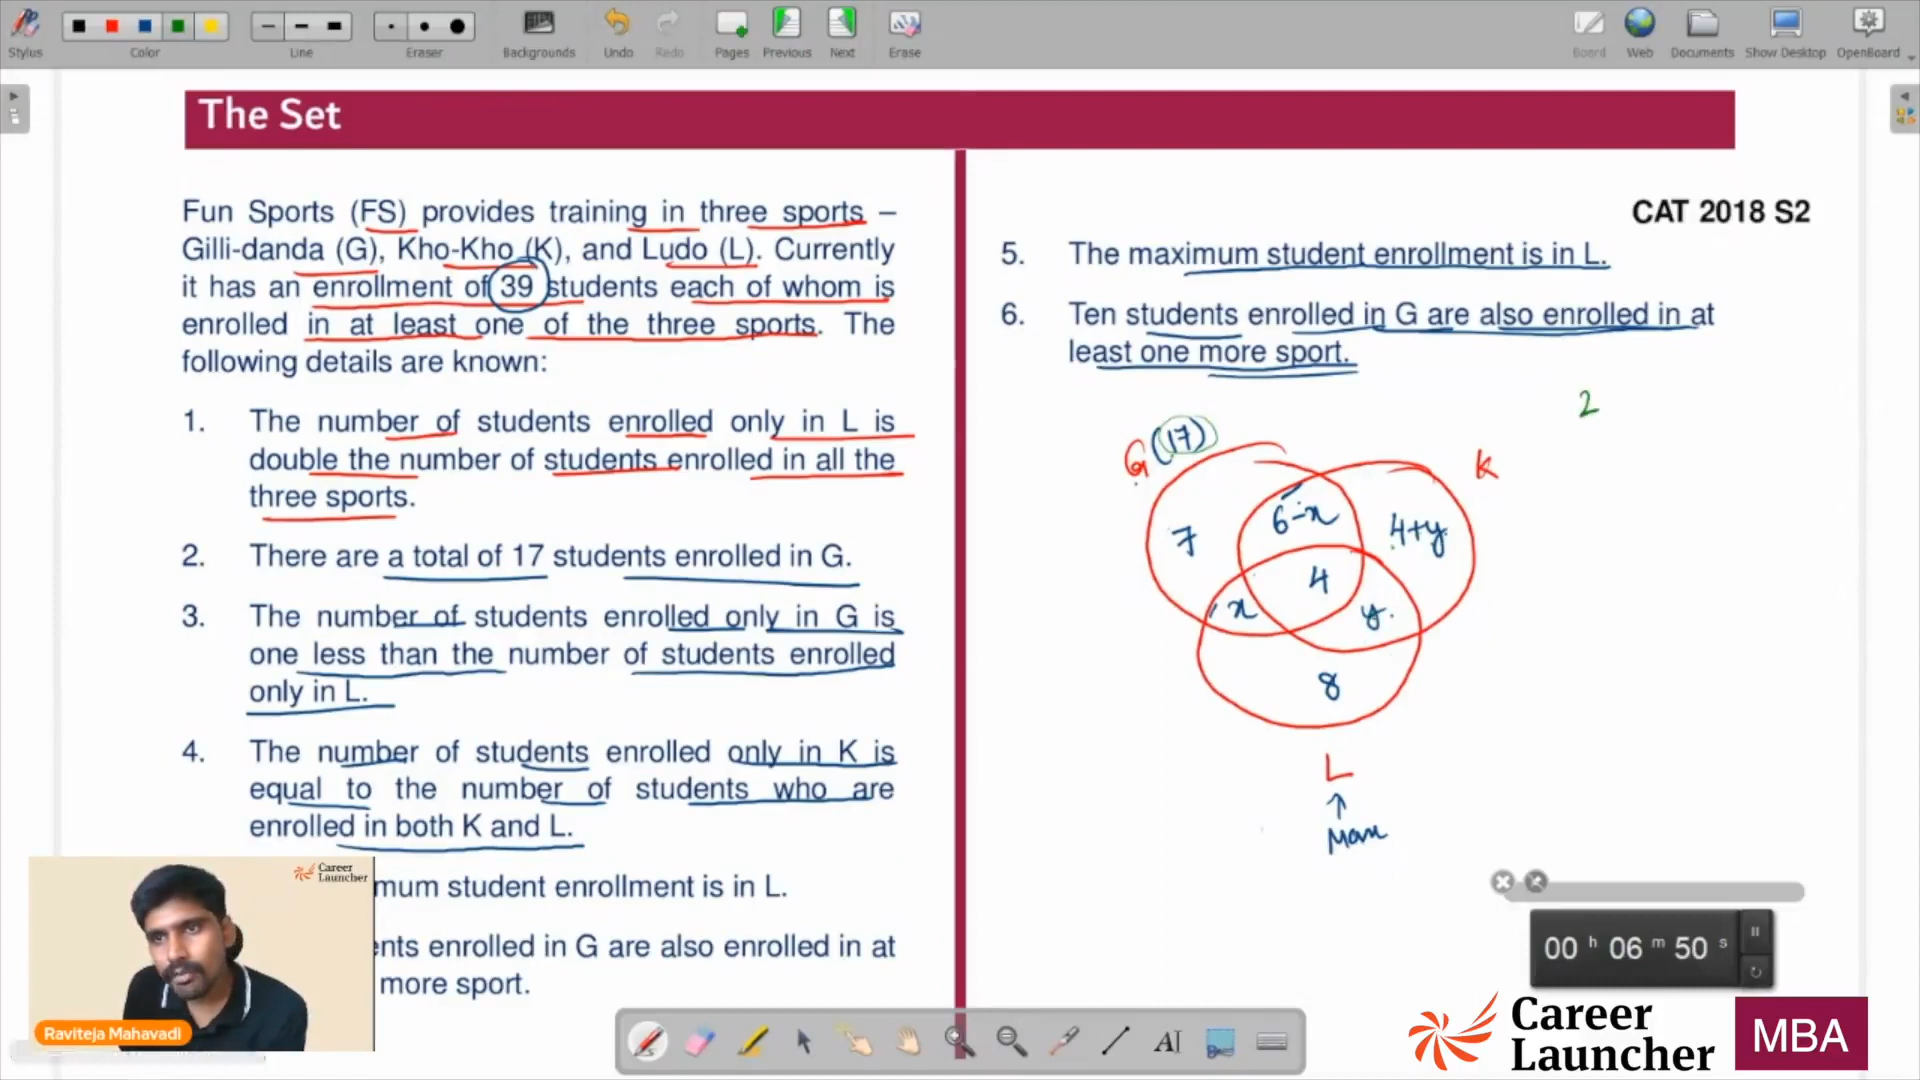 Stylus
Color
Line
Eraser
Backgrounds
Undo
Redo
Pages
Previous
Next
Erase
Board
Web
Documents
Show Desktop
OpenBoard
The Set
Fun Sports (FS) provides training in three sports –
Gilli-danda (G), Kho-Kho (K), and Ludo (L). Currently
it has an enrollment of 39 students each of whom is
enrolled in at least one of the three sports. The
following details are known:
1. The number of students enrolled only in L is
double the number of students enrolled in all the
three sports.
2. There are a total of 17 students enrolled in G.
3. The number of students enrolled only in G is
one less than the number of students enrolled
only in L.
4. The number of students enrolled only in K is
equal to the number of students who are
enrolled in both K and L.
mum student enrollment is in L.
ents enrolled in G are also enrolled in at
more sport.
CAT 2018 S2
5. The maximum student enrollment is in L.
6. Ten students enrolled in G are also enrolled in at
least one more sport.
2
G (17)
K
7
6-x
4+y
4
x
y
8
L
Max
Career
Launcher
Raviteja Mahavadi
00 h 06 m 50 s
Career
Launcher
MBA